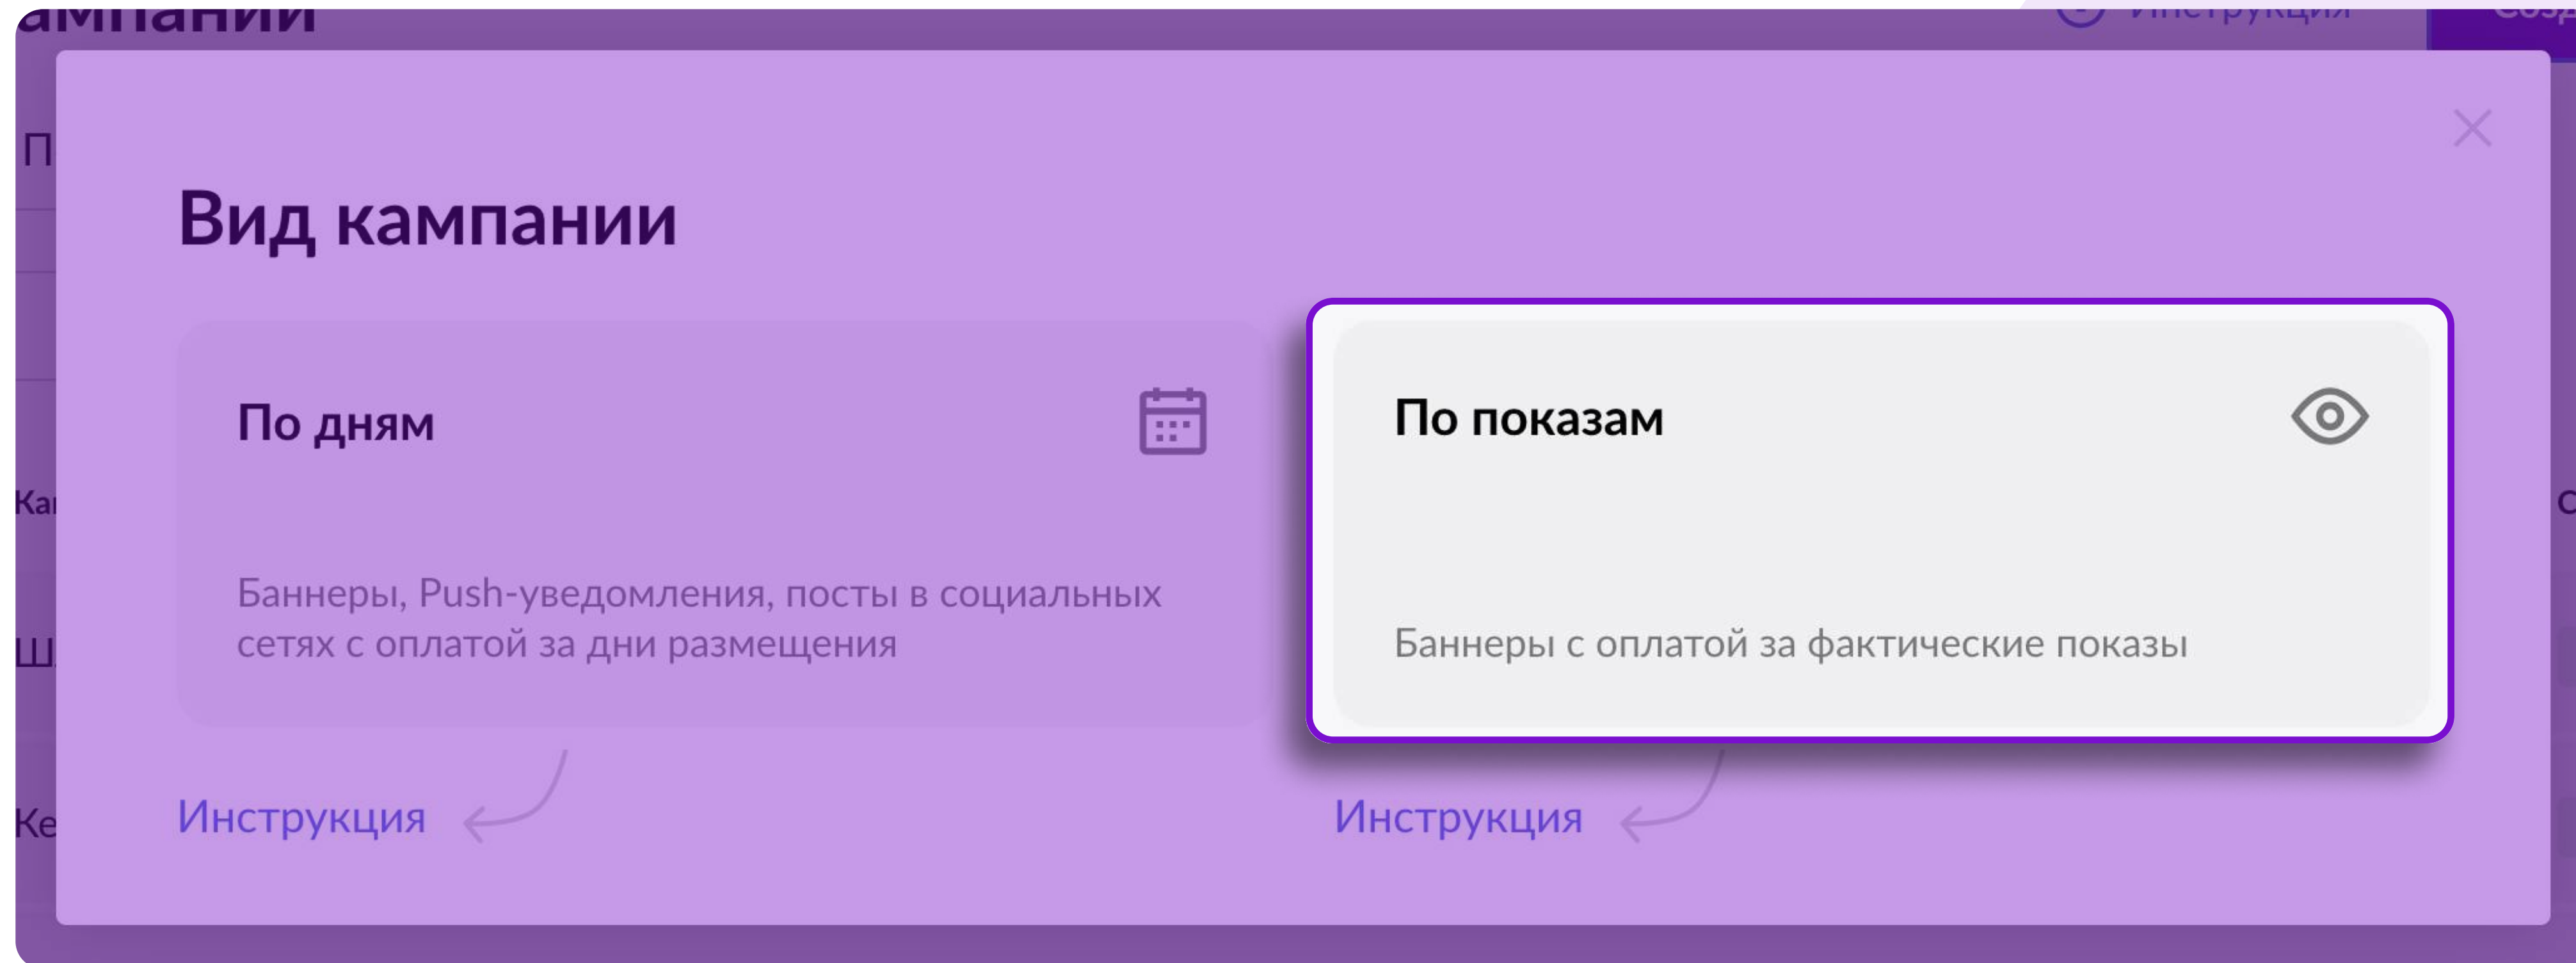 Инструкция
П
Вид кампании
По дням
По показам
Баннеры, Push-уведомления, посты в социальных
сетях с оплатой за дни размещения
Баннеры с оплатой за фактические показы
Инструкция
Инструкция